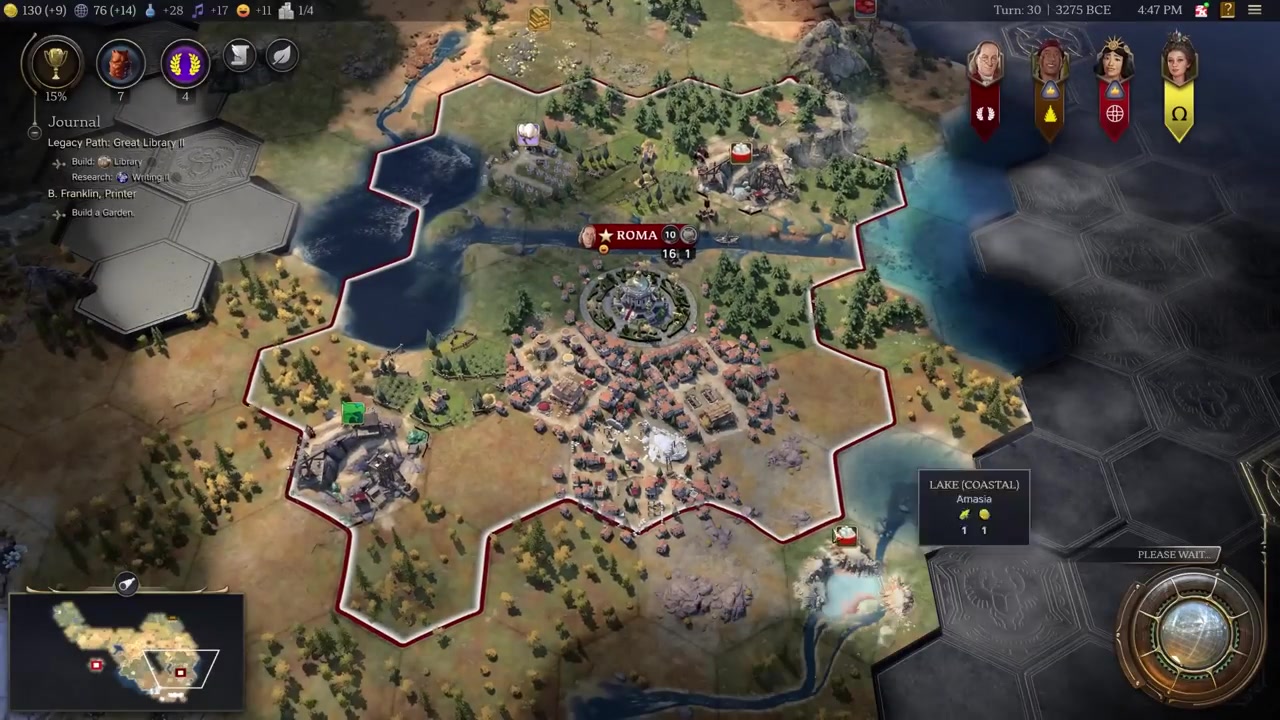 130 (+9) 76 (+14) +28 +17 +11 1/4
Turn: 30 | 3275 BCE 4:47 PM ?
15% 7 4
Journal
Legacy Path: Great Library II
Build: Library
Research: Writing II
B. Franklin, Printer
Build a Garden.
ROMA 10
16 1
LAKE (COASTAL)
Amasia
1 1
PLEASE WAIT...